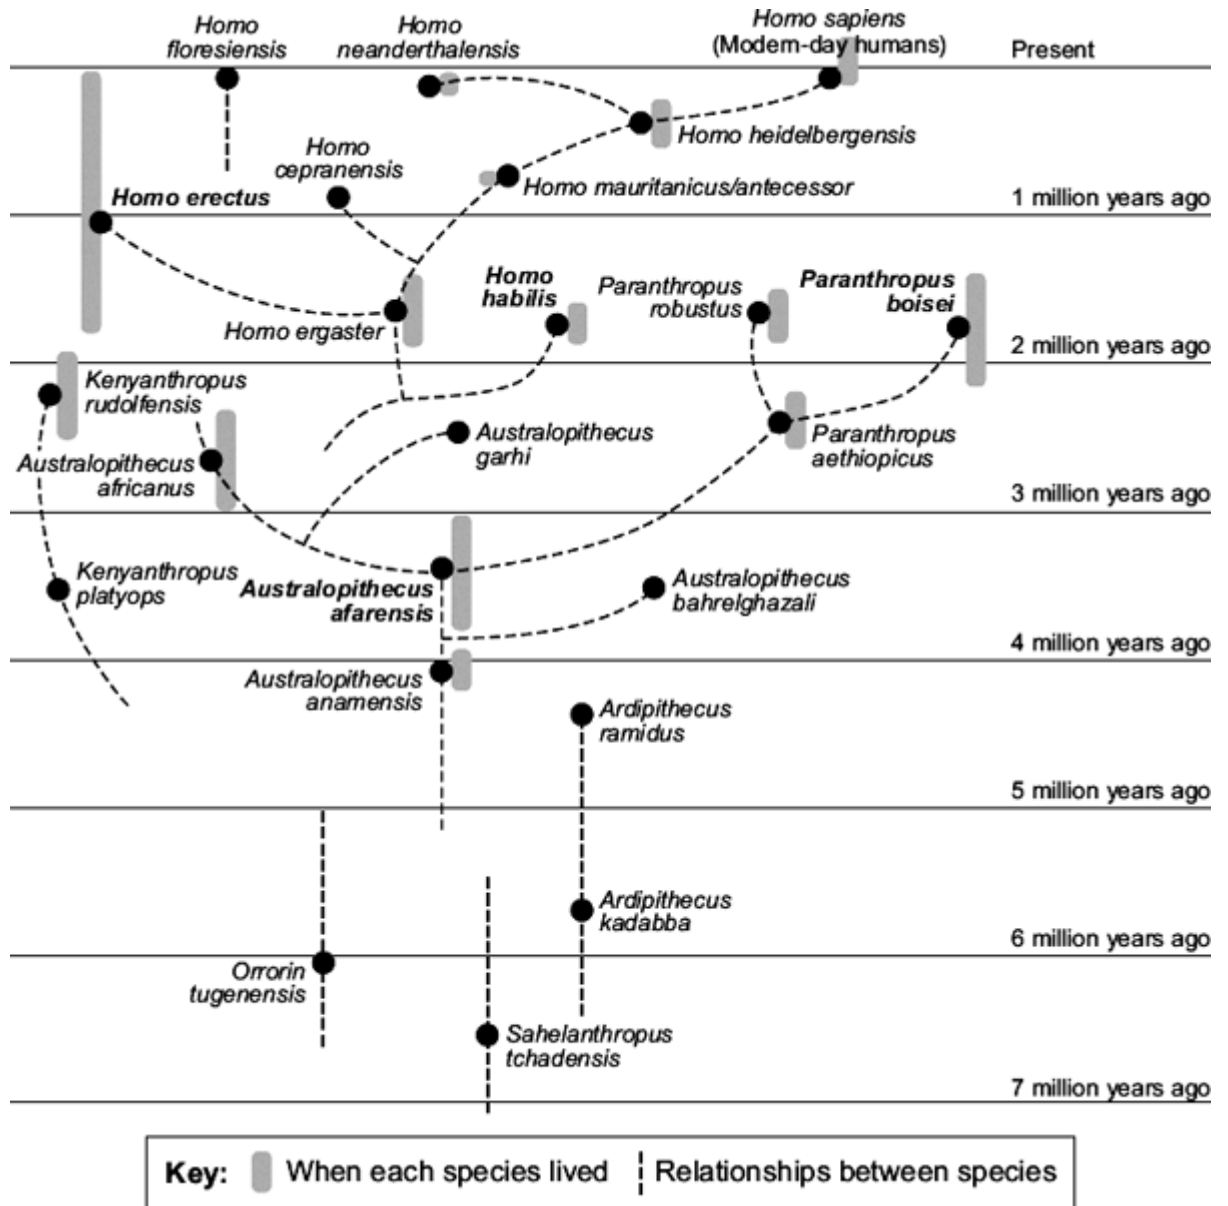 Homo
floresiensis
Homo
neanderthalensis
Homo sapiens
(Modern-day humans)
Present
Homo heidelbergensis
Homo
cepranensis
Homo mauritanicus/antecessor
Homo erectus
1 million years ago
Homo
habilis
Paranthropus
robustus
Paranthropus
boisei
Homo ergaster
2 million years ago
Kenyanthropus
rudolfensis
Australopithecus
africanus
Australopithecus
garhi
Paranthropus
aethiopicus
3 million years ago
Kenyanthropus
platyops
Australopithecus
afarensis
Australopithecus
bahrelghazali
4 million years ago
Australopithecus
anamensis
Ardipithecus
ramidus
5 million years ago
Ardipithecus
kadabba
6 million years ago
Orrorin
tugenensis
Sahelanthropus
tchadensis
7 million years ago
Key: When each species lived Relationships between species